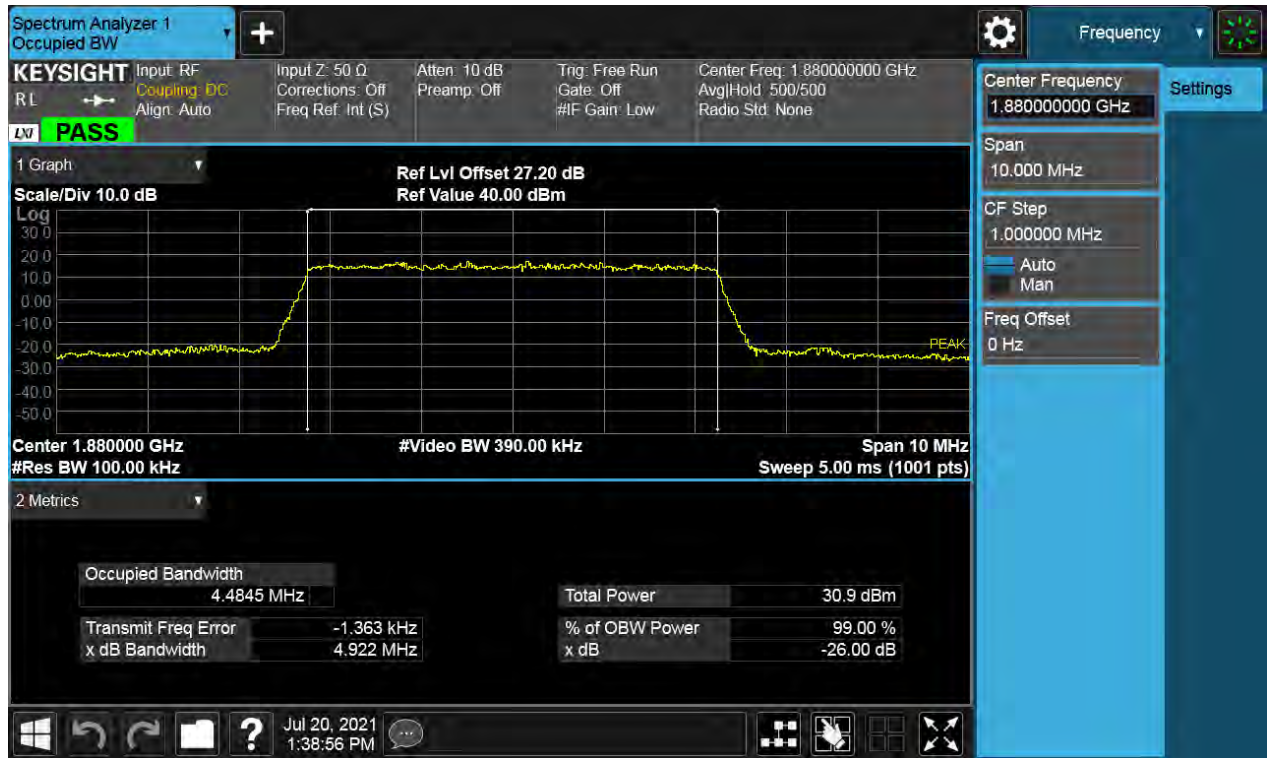 Spectrum Analyzer 1
Occupied BW
Frequency
KEYSIGHT
RL
LXI PASS
Input: RF
Coupling: DC
Align: Auto
Input Z: 50 Ω
Corrections: Off
Freq Ref: Int (S)
Atten: 10 dB
Preamp: Off
Trig: Free Run
Gate: Off
#IF Gain: Low
Center Freq: 1.880000000 GHz
Avg|Hold: 500/500
Radio Std: None
1 Graph
Scale/Div 10.0 dB
Ref Lvl Offset 27.20 dB
Ref Value 40.00 dBm
Log
30.0
20.0
10.0
0.00
-10.0
-20.0
-30.0
-40.0
-50.0
PEAK
Center 1.880000 GHz
#Video BW 390.00 kHz
Span 10 MHz
#Res BW 100.00 kHz
Sweep 5.00 ms (1001 pts)
2 Metrics
Occupied Bandwidth
4.4845 MHz
Transmit Freq Error -1.363 kHz
x dB Bandwidth 4.922 MHz
Total Power 30.9 dBm
% of OBW Power 99.00 %
x dB -26.00 dB
Center Frequency
1.880000000 GHz
Span
10.000 MHz
CF Step
1.000000 MHz
Auto
Man
Freq Offset
0 Hz
Settings
?
Jul 20, 2021
1:38:56 PM